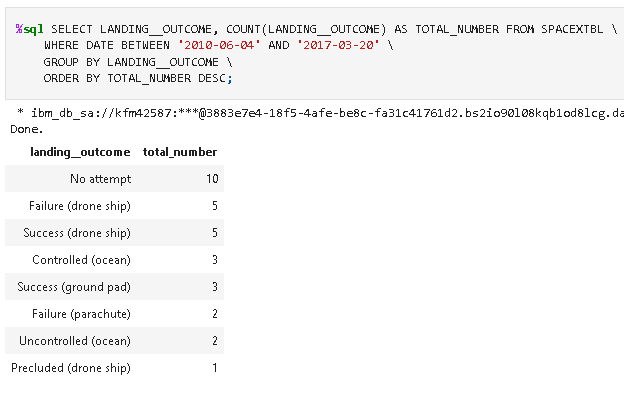 %sql SELECT LANDING__OUTCOME, COUNT(LANDING__OUTCOME) AS TOTAL_NUMBER FROM SPACEXTBL \
WHERE DATE BETWEEN '2010-06-04' AND '2017-03-20' \
GROUP BY LANDING__OUTCOME \
ORDER BY TOTAL_NUMBER DESC;
* ibm_db_sa://kfm42587:***@3883e7e4-18f5-4afe-be8c-fa31c41761d2.bs2io90l08kqb1od8lcg.da
Done.
landing__outcome total_number
No attempt 10
Failure (drone ship) 5
Success (drone ship) 5
Controlled (ocean) 3
Success (ground pad) 3
Failure (parachute) 2
Uncontrolled (ocean) 2
Precluded (drone ship) 1